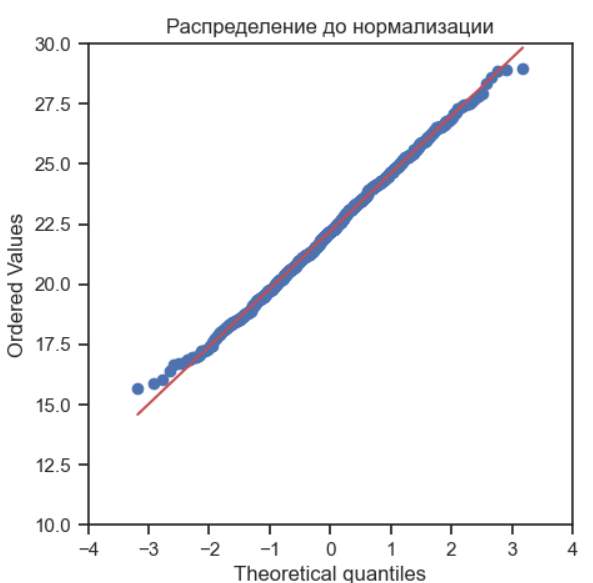 Распределение до нормализации
30.0
27.5
25.0
22.5
20.0
17.5
15.0
12.5
10.0
Ordered Values
−4 −3 −2 −1 0 1 2 3 4
Theoretical quantiles